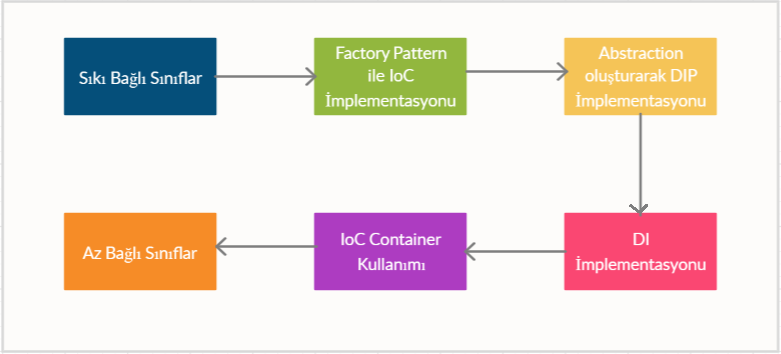 Sıkı Bağlı Sınıflar
Factory Pattern
ile IoC
İmplementasyonu
Abstraction
oluşturarak DIP
İmplementasyonu
Az Bağlı Sınıflar
IoC Container
Kullanımı
DI
İmplementasyonu